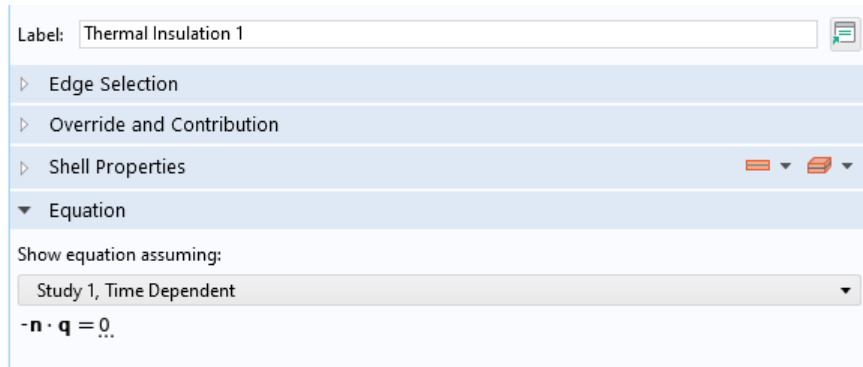 Label: Thermal Insulation 1
Edge Selection
Override and Contribution
Shell Properties
Equation
Show equation assuming:
Study 1, Time Dependent
-n · q = 0